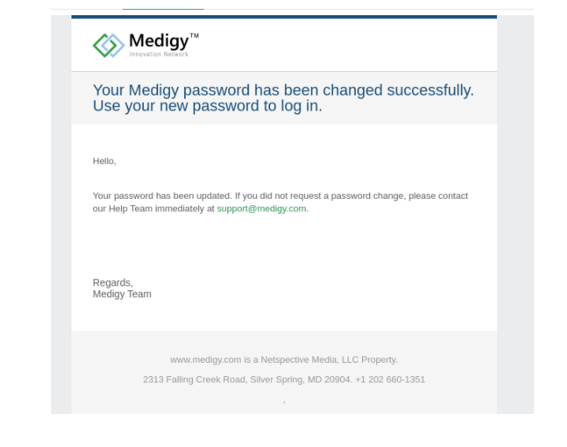 Medigy™
Innovation Network
Your Medigy password has been changed successfully.
Use your new password to log in.
Hello,
Your password has been updated. If you did not request a password change, please contact
our Help Team immediately at support@medigy.com.
Regards,
Medigy Team
www.medigy.com is a Netspective Media, LLC Property.
2313 Falling Creek Road, Silver Spring, MD 20904. +1 202 660-1351
.